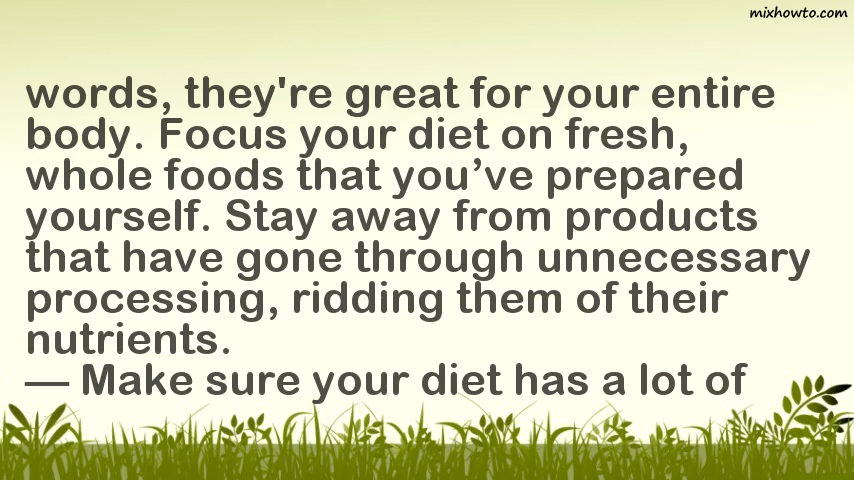 mixhowto.com
words, they're great for your entire
body. Focus your diet on fresh,
whole foods that you’ve prepared
yourself. Stay away from products
that have gone through unnecessary
processing, ridding them of their
nutrients.
— Make sure your diet has a lot of